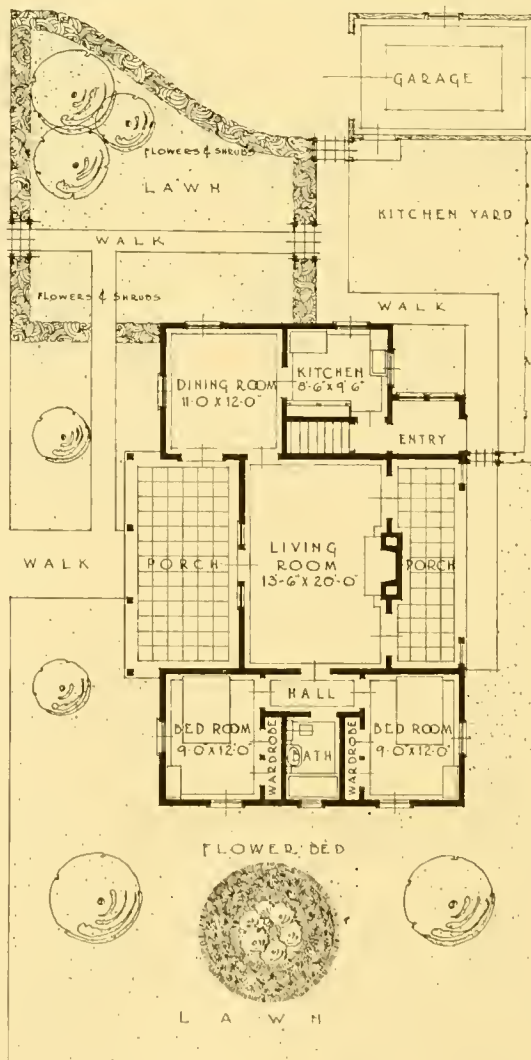 GARAGE
FLOWERS & SHRUBS
LAWN
KITCHEN YARD
WALK
FLOWERS & SHRUBS
WALK
KITCHEN
8'-6" X 9'6"
DINING ROOM
11-0 X 12-0"
ENTRY
WALK
PORCH
LIVING
ROOM
13'-6" X 20'-0"
PORCH
HALL
BED ROOM
9-0 X 12-0"
WARDROBE
BATH
WARDROBE
BED ROOM
9-0 X 12-0"
FLOWER BED
LAWN